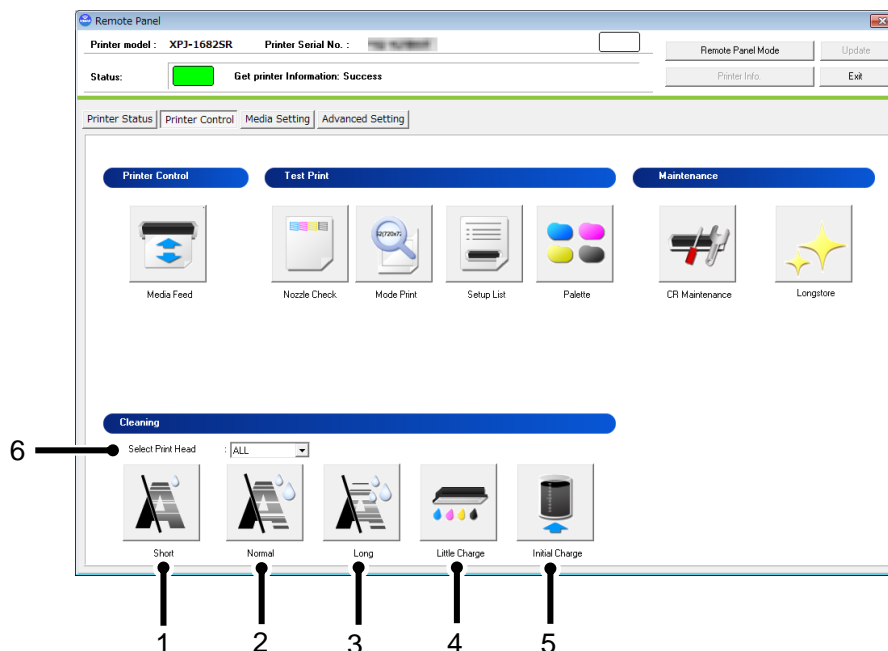 Remote Panel
Printer model : XPJ-1682SR Printer Serial No. :
Remote Panel Mode Update
Status: Get printer Information: Success
Printer Info. Exit
Printer Status Printer Control Media Setting Advanced Setting
Printer Control Test Print Maintenance
Media Feed Nozzle Check Mode Print Setup List Palette CR Maintenance Longstore
Cleaning
6 Select Print Head : ALL
Short Normal Long Little Charge Initial Charge
1 2 3 4 5